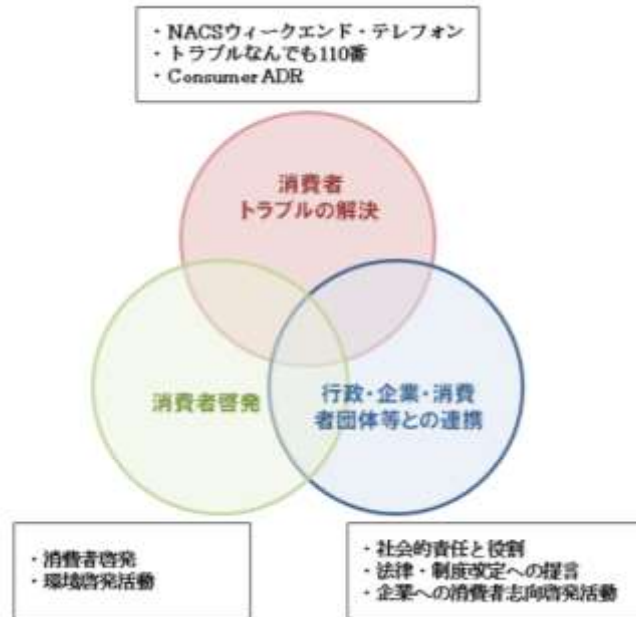 ・NACSウィークエンド・テレフォン
・トラブルなんでも110番
・Consumer ADR
消費者
トラブルの解決
消費者啓発
行政・企業・消費
者団体等との連携
・消費者啓発
・環境啓発活動
・社会的責任と役割
・法律・制度改定への提言
・企業への消費者志向啓発活動